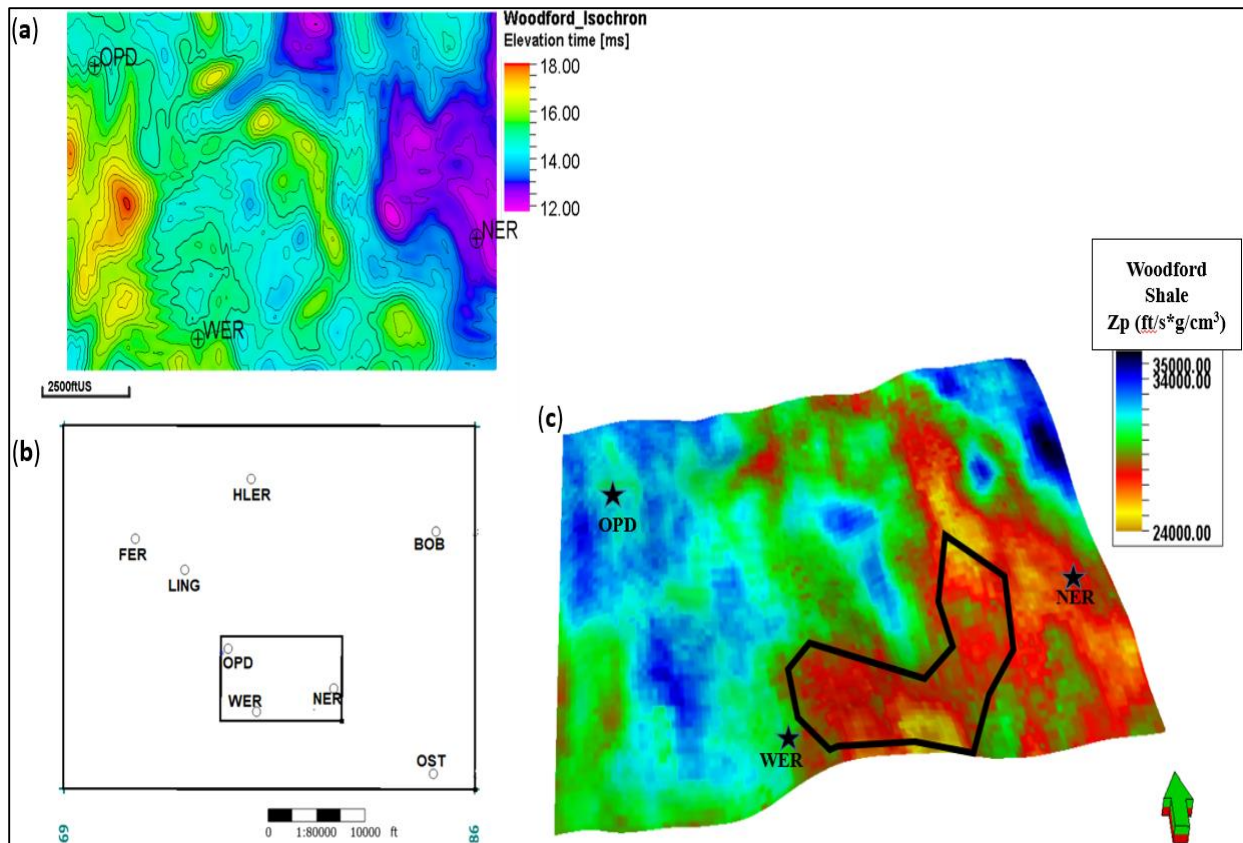 (a)
OPD
WER
NER
Woodford_Isochron
Elevation time [ms]
18.00
16.00
14.00
12.00
2500ftUS
(b)
HLER
FER
BOB
LING
OPD
WER
NER
OST
0 1:80000 10000 ft
69
86
(c)
OPD
WER
NER
Woodford
Shale
Zp (ft/s*g/cm³)
35000.00
34000.00
24000.00